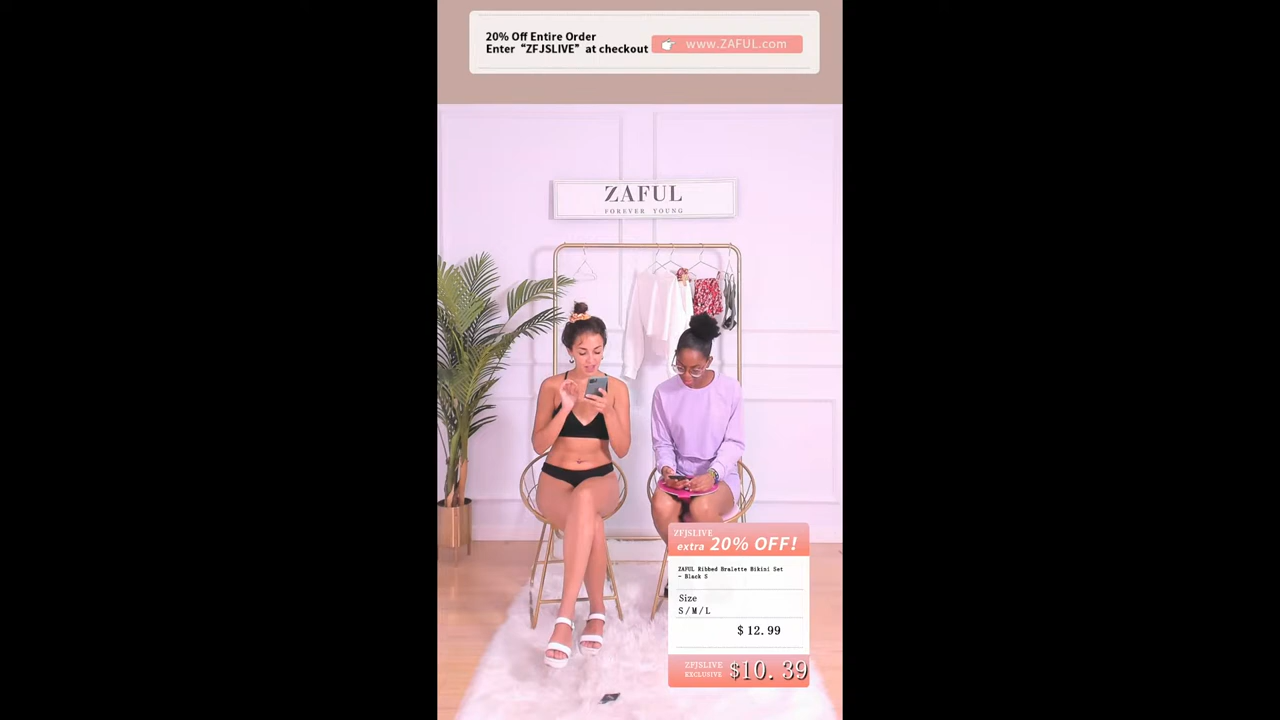 20% Off Entire Order
Enter “ZFJSLIVE” at checkout
www.ZAFUL.com
ZAFUL
FOREVER YOUNG
ZFJSLIVE
extra 20% OFF!
ZAFUL Ribbed Bralette Bikini Set
- Black S
Size
S/M/L
$12.99
ZFJSLIVE
EXCLUSIVE
$10.39